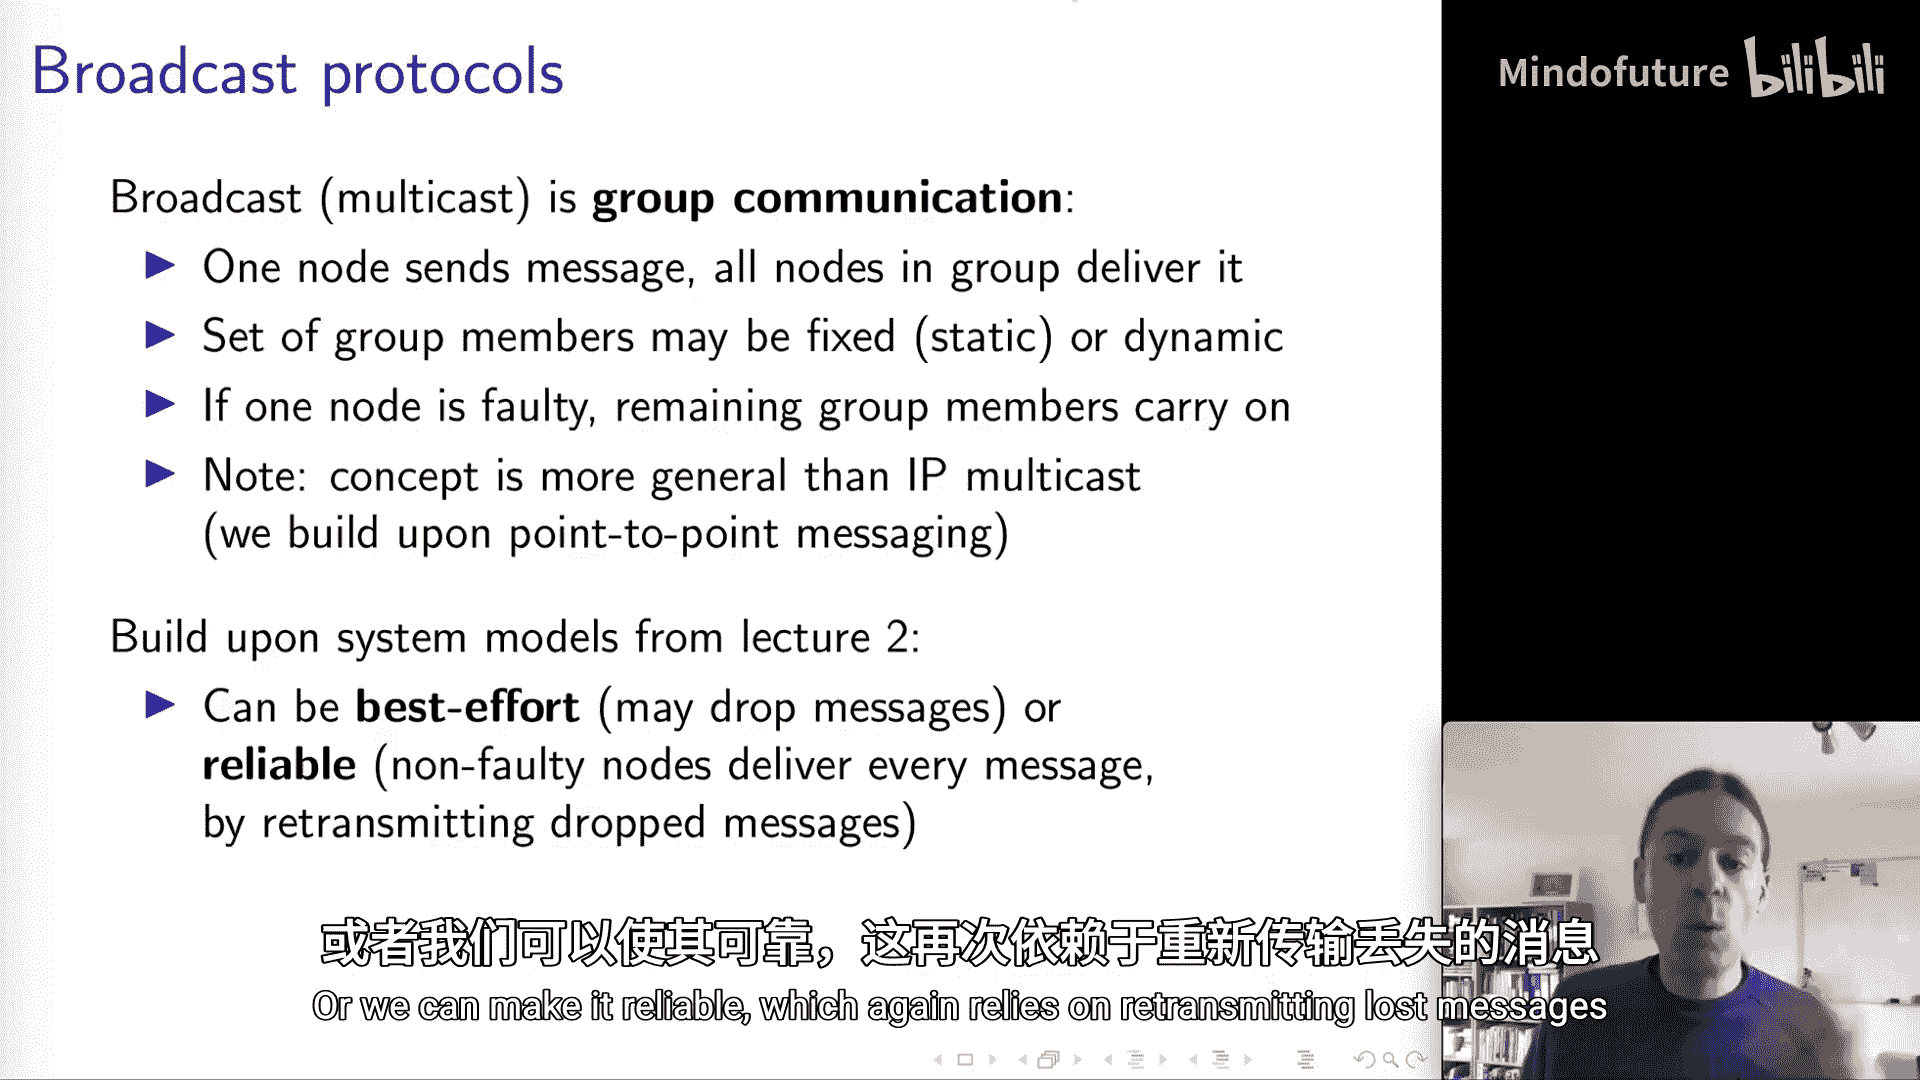 Broadcast protocols
Mindofuture bilibili
Broadcast (multicast) is group communication:
One node sends message, all nodes in group deliver it
Set of group members may be fixed (static) or dynamic
If one node is faulty, remaining group members carry on
Note: concept is more general than IP multicast
(we build upon point-to-point messaging)
Build upon system models from lecture 2:
Can be best-effort (may drop messages) or
reliable (non-faulty nodes deliver every message,
by retransmitting dropped messages)
或者我们可以使其可靠，这再次依赖于重新传输丢失的消息
Or we can make it reliable, which again relies on retransmitting lost messages